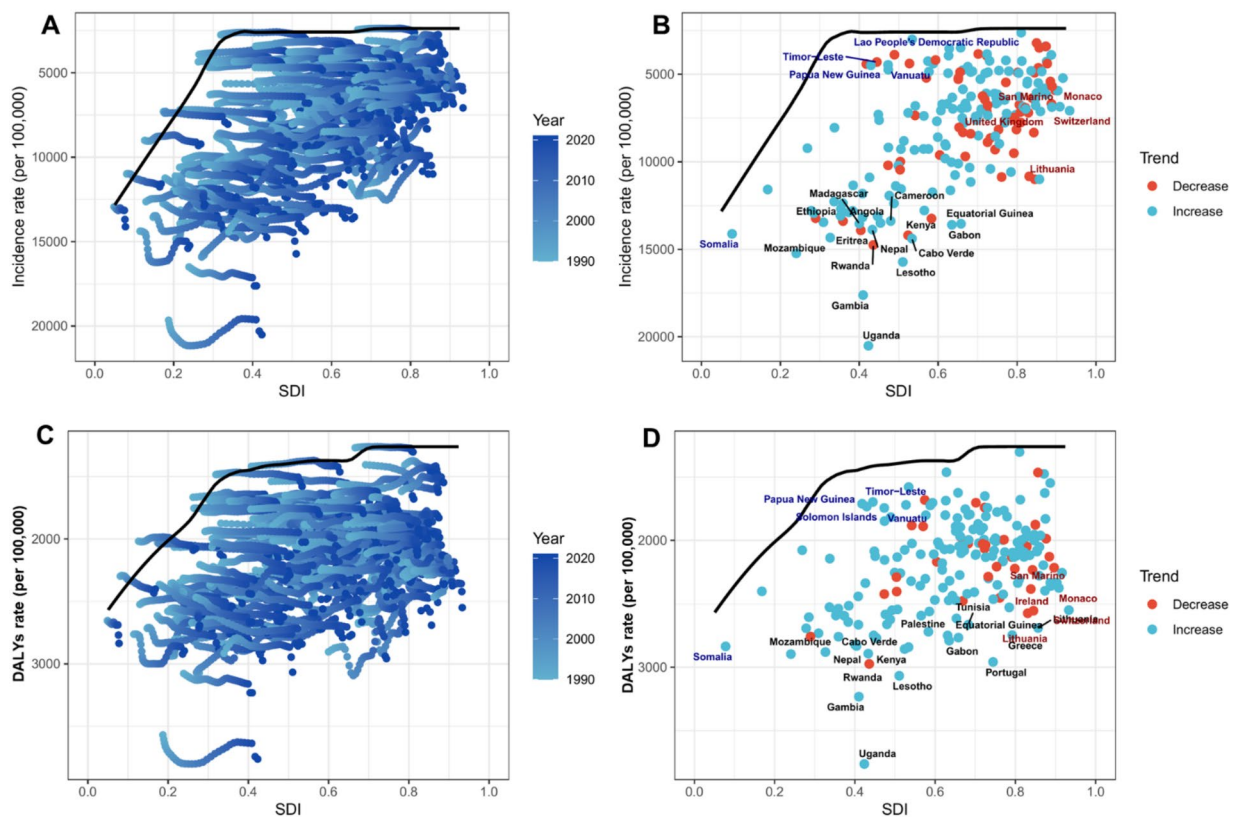 A
5000
10000
15000
20000
0.0
0.2
0.4
0.6
0.8
1.0
SDI
Incidence rate (per 100,000)
Year
2020
2010
2000
1990
B
Lao People's Democratic Republic
Timor−Leste
Papua New Guinea
Vanuatu
San Marino
Monaco
United Kingdom
Switzerland
Lithuania
Madagascar
Cameroon
Ethiopia
Angola
Equatorial Guinea
Kenya
Gabon
Somalia
Mozambique
Eritrea
Nepal
Cabo Verde
Rwanda
Lesotho
Gambia
Uganda
5000
10000
15000
20000
0.0
0.2
0.4
0.6
0.8
1.0
SDI
Incidence rate (per 100,000)
Trend
Decrease
Increase
C
2000
3000
0.0
0.2
0.4
0.6
0.8
1.0
SDI
DALYs rate (per 100,000)
Year
2020
2010
2000
1990
D
Papua New Guinea
Timor−Leste
Solomon Islands
Vanuatu
San Marino
Ireland
Monaco
Tunisia
Palestine
Equatorial Guinea
Lithuania
Switzerland
Lithuania
Greece
Mozambique
Cabo Verde
Gabon
Somalia
Nepal
Kenya
Portugal
Rwanda
Lesotho
Gambia
Uganda
2000
3000
0.0
0.2
0.4
0.6
0.8
1.0
SDI
DALYs rate (per 100,000)
Trend
Decrease
Increase